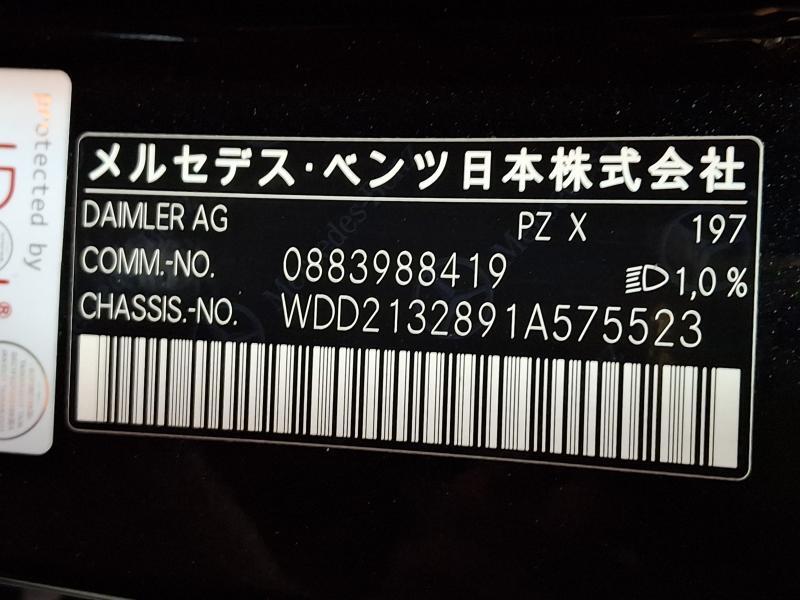 メルセデス・ベンツ日本株式会社
DAIMLER AG PZ X 197
COMM.-NO. 0883988419 1,0 %
CHASSIS.-NO. WDD2132891A575523
protected by